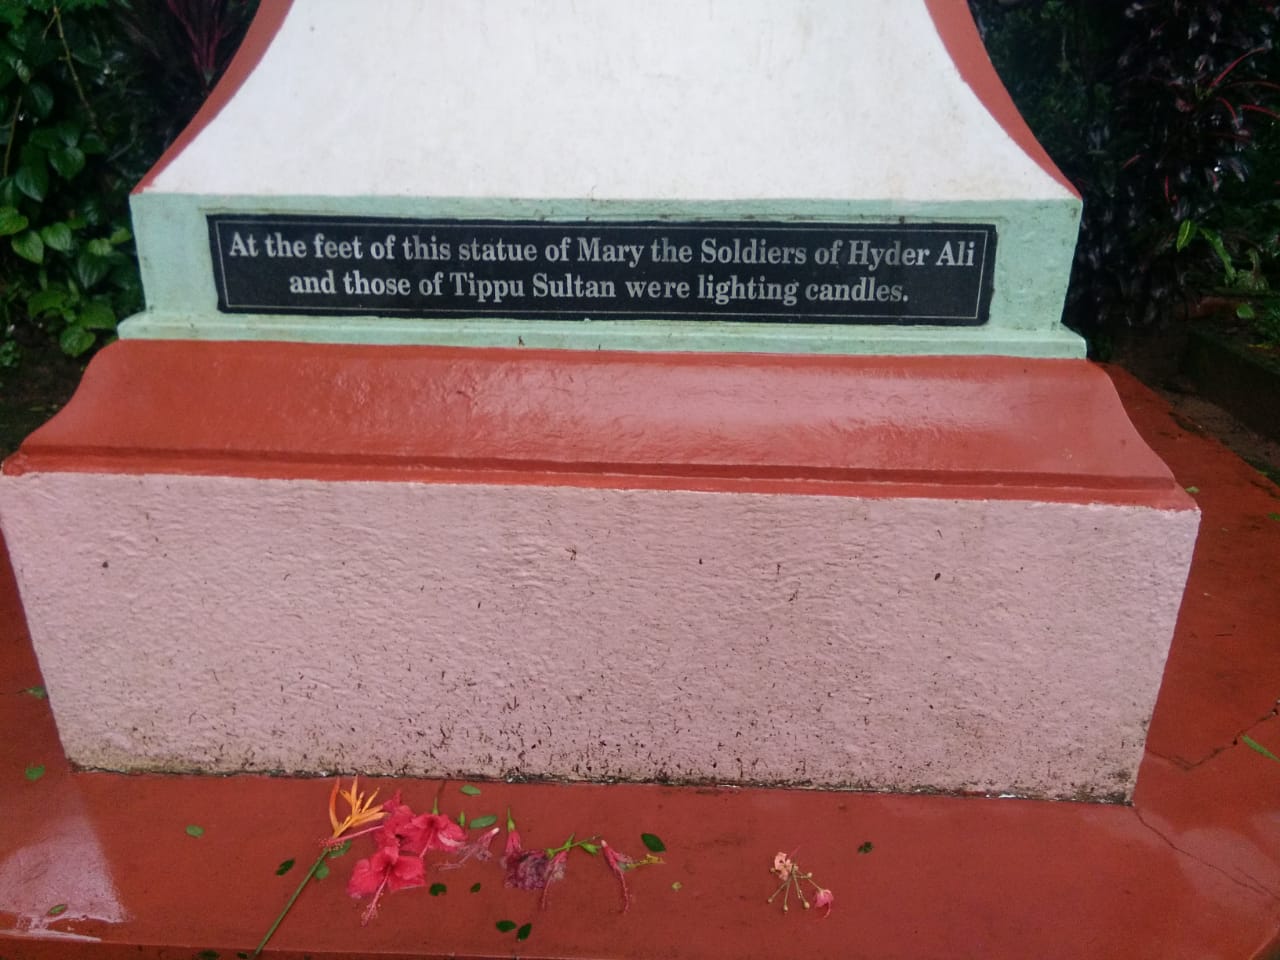 At the feet of this statue of Mary the Soldiers of Hyder Ali
and those of Tippu Sultan were lighting candles.